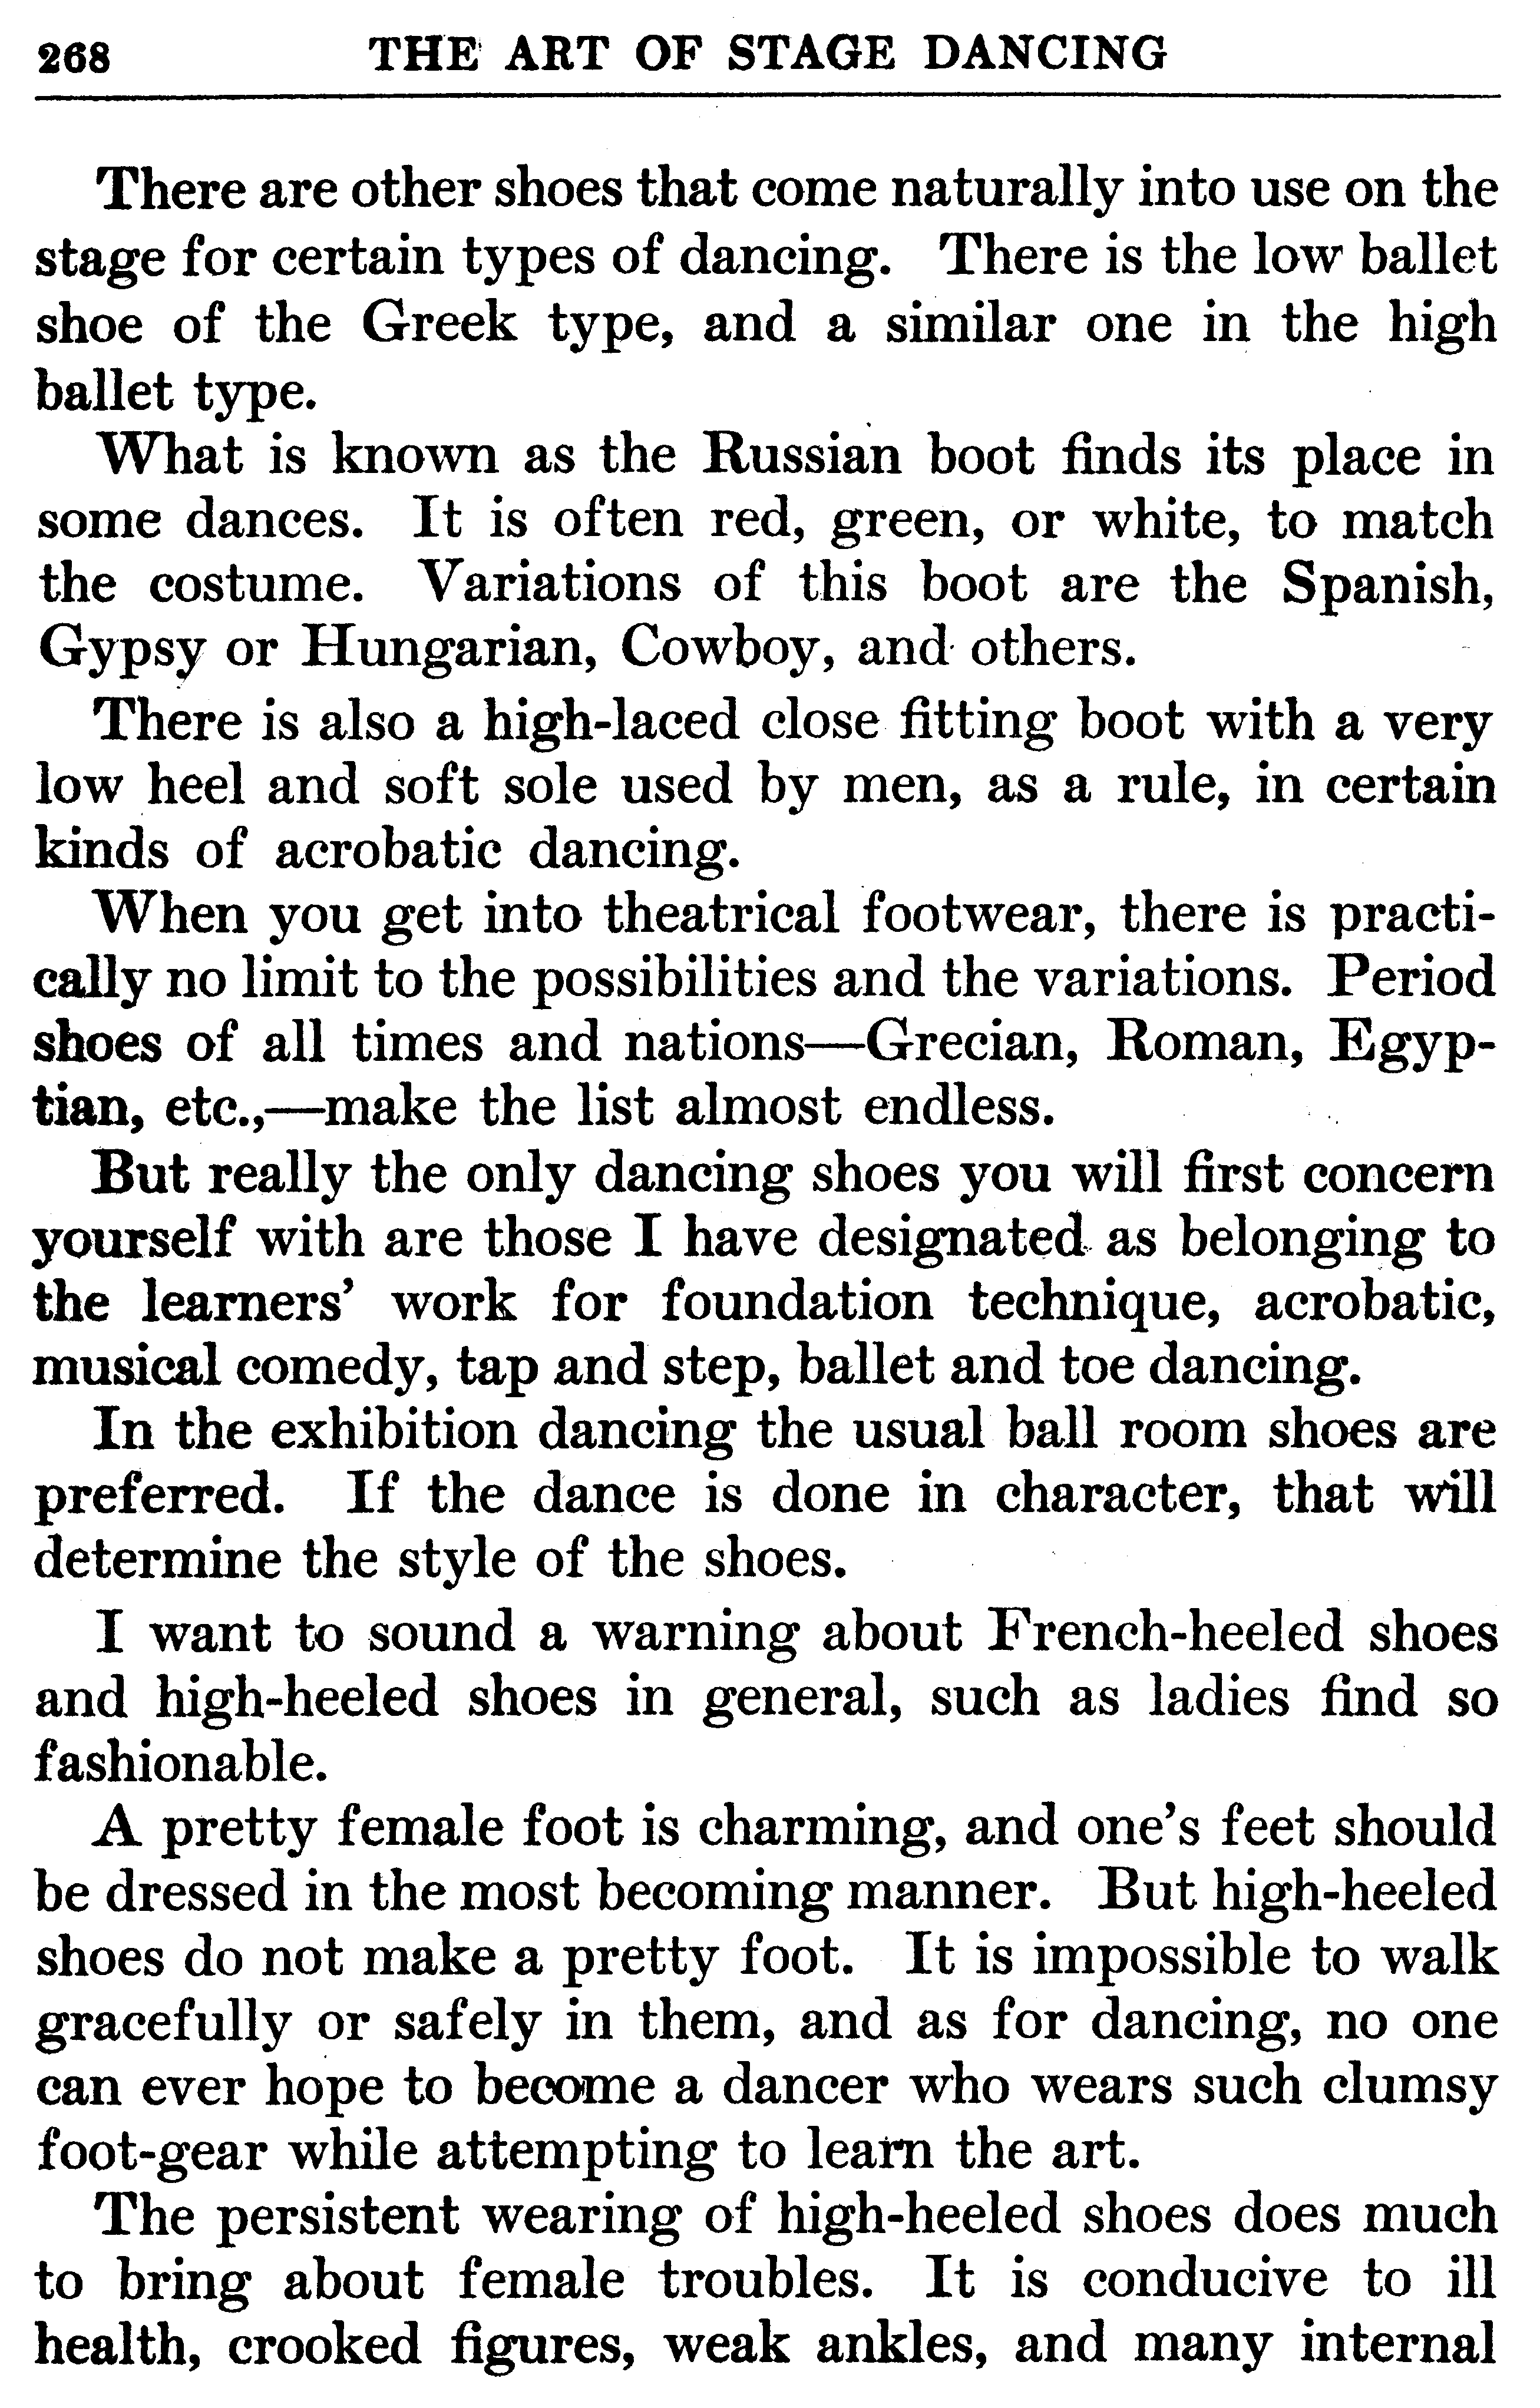 268 THE ART OF STAGE DANCING
There are other shoes that come naturally into use on the
stage for certain types of dancing. There is the low ballet
shoe of the Greek type, and a similar one in the high
ballet type.
What is known as the Russian boot finds its place in
some dances. It is often red, green, or white, to match
the costume. Variations of this boot are the Spanish,
Gypsy or Hungarian, Cowboy, and others.
There is also a high-laced close fitting boot with a very
low heel and soft sole used by men, as a rule, in certain
kinds of acrobatic dancing.
When you get into theatrical footwear, there is practi-
cally no limit to the possibilities and the variations. Period
shoes of all times and nations—Grecian, Roman, Egyp-
tian, etc.,—make the list almost endless.
But really the only dancing shoes you will first concern
yourself with are those I have designated as belonging to
the learners' work for foundation technique, acrobatic,
musical comedy, tap and step, ballet and toe dancing.
In the exhibition dancing the usual ball room shoes are
preferred. If the dance is done in character, that will
determine the style of the shoes.
I want to sound a warning about French-heeled shoes
and high-heeled shoes in general, such as ladies find so
fashionable.
A pretty female foot is charming, and one's feet should
be dressed in the most becoming manner. But high-heeled
shoes do not make a pretty foot. It is impossible to walk
gracefully or safely in them, and as for dancing, no one
can ever hope to become a dancer who wears such clumsy
foot-gear while attempting to learn the art.
The persistent wearing of high-heeled shoes does much
to bring about female troubles. It is conducive to ill
health, crooked figures, weak ankles, and many internal